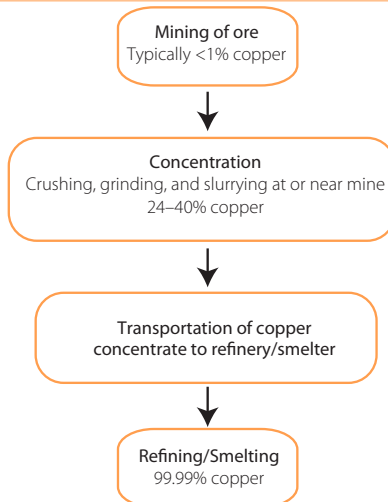 Mining of ore
Typically <1% copper
Concentration
Crushing, grinding, and slurrying at or near mine
24–40% copper
Transportation of copper
concentrate to refinery/smelter
Refining/Smelting
99.99% copper